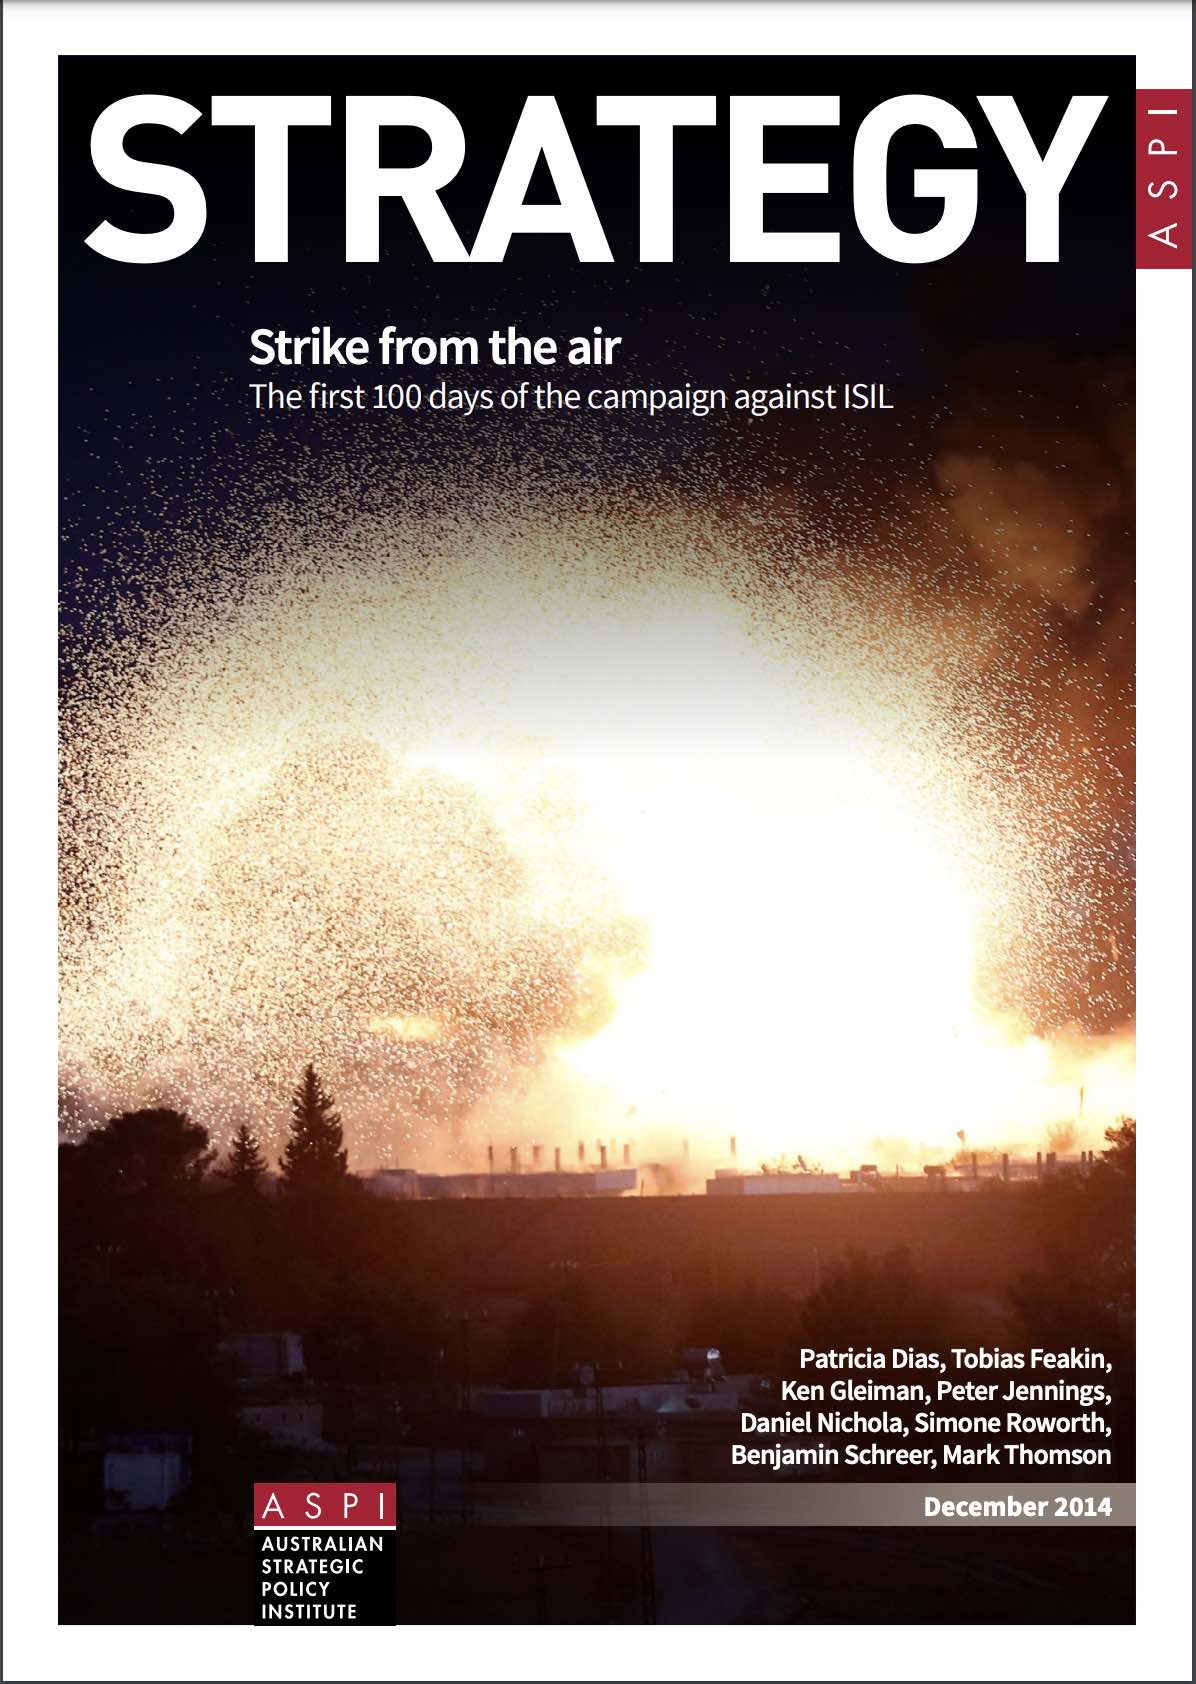 STRATEGY
ASPI
Strike from the air
The first 100 days of the campaign against ISIL
Patricia Dias, Tobias Feakin,
Ken Gleiman, Peter Jennings,
Daniel Nichola, Simone Roworth,
Benjamin Schreer, Mark Thomson
December 2014
ASPI
AUSTRALIAN
STRATEGIC
POLICY
INSTITUTE